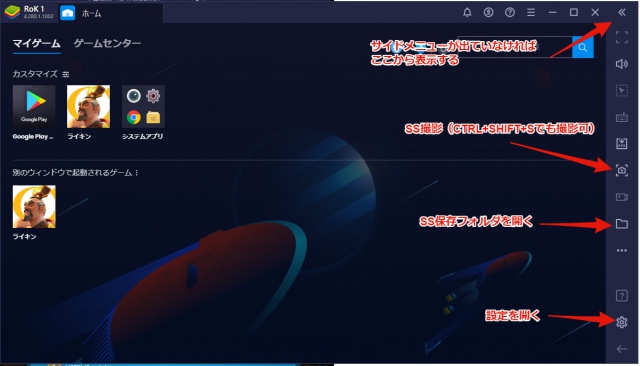 RoK 1
4.280.1.1002
ホーム
マイゲーム
ゲームセンター
サイドメニューが出ていなければ
ここから表示する
カスタマイズ
Google Play ...
ライキン
システムアプリ
SS撮影（CTRL+SHIFT+Sでも撮影可）
別のウィンドウで起動されるゲーム
ライキン
SS保存フォルダを開く
設定を開く